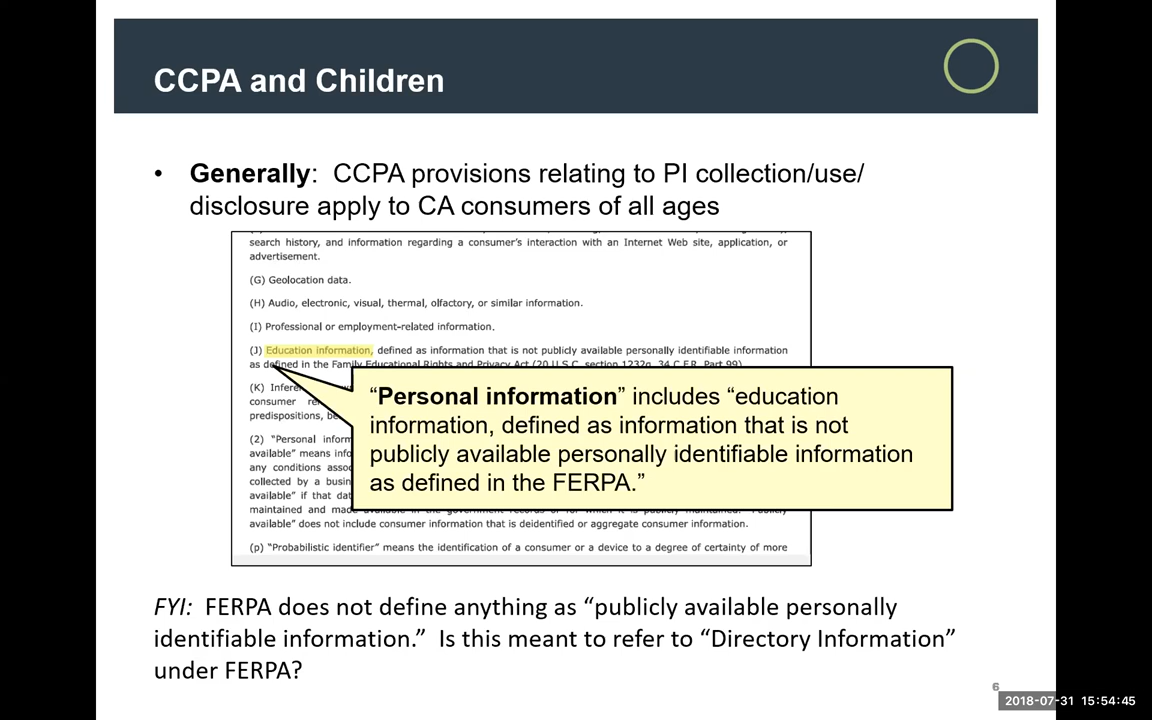 CCPA and Children
• Generally: CCPA provisions relating to PI collection/use/
disclosure apply to CA consumers of all ages
search history, and information regarding a consumer's interaction with an Internet Web site, application, or
advertisement.
(G) Geolocation data.
(H) Audio, electronic, visual, thermal, olfactory, or similar information.
(I) Professional or employment-related information.
(J) Education information, defined as information that is not publicly available personally identifiable information
as defined in the Family Educational Rights and Privacy Act (20 U.S.C. section 1232g, 34 C.F.R. Part 99).
(K)
consumer
predispositions,
(2) "Personal
available" means
any conditions
collected by a
available" if that
maintained and
available" does not include consumer information that is deidentified or aggregate consumer information.
(p) "Probabilistic identifier" means the identification of a consumer or a device to a degree of certainty of more
"Personal information" includes "education
information, defined as information that is not
publicly available personally identifiable information
as defined in the FERPA."
FYI: FERPA does not define anything as "publicly available personally
identifiable information." Is this meant to refer to "Directory Information"
under FERPA?
6
2018-07-31 15:54:45